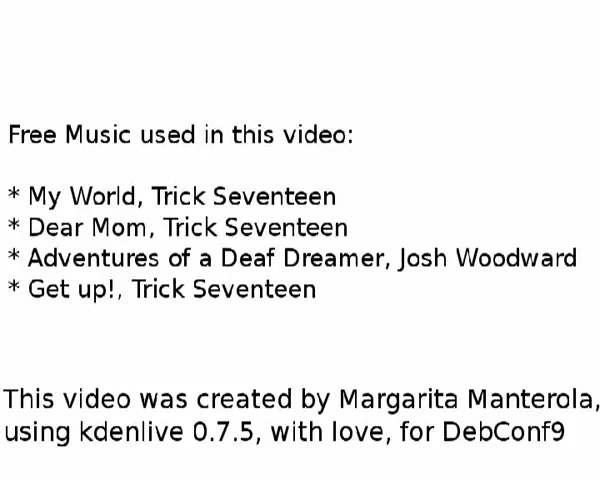 Free Music used in this video:
* My World, Trick Seventeen
* Dear Mom, Trick Seventeen
* Adventures of a Deaf Dreamer, Josh Woodward
* Get up!, Trick Seventeen
This video was created by Margarita Manterola,
using kdenlive 0.7.5, with love, for DebConf9